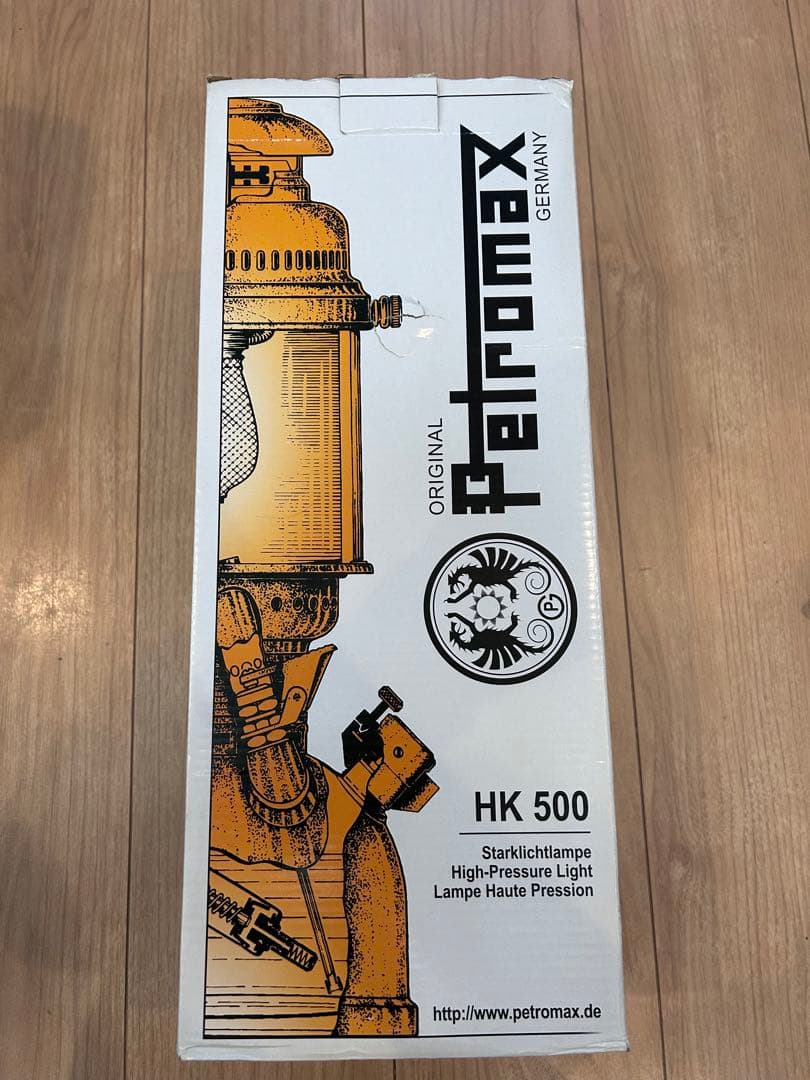 ORIGINAL
Petromax
GERMANY
HK 500
Starklichtlampe
High-Pressure Light
Lampe Haute Pression
http://www.petromax.de